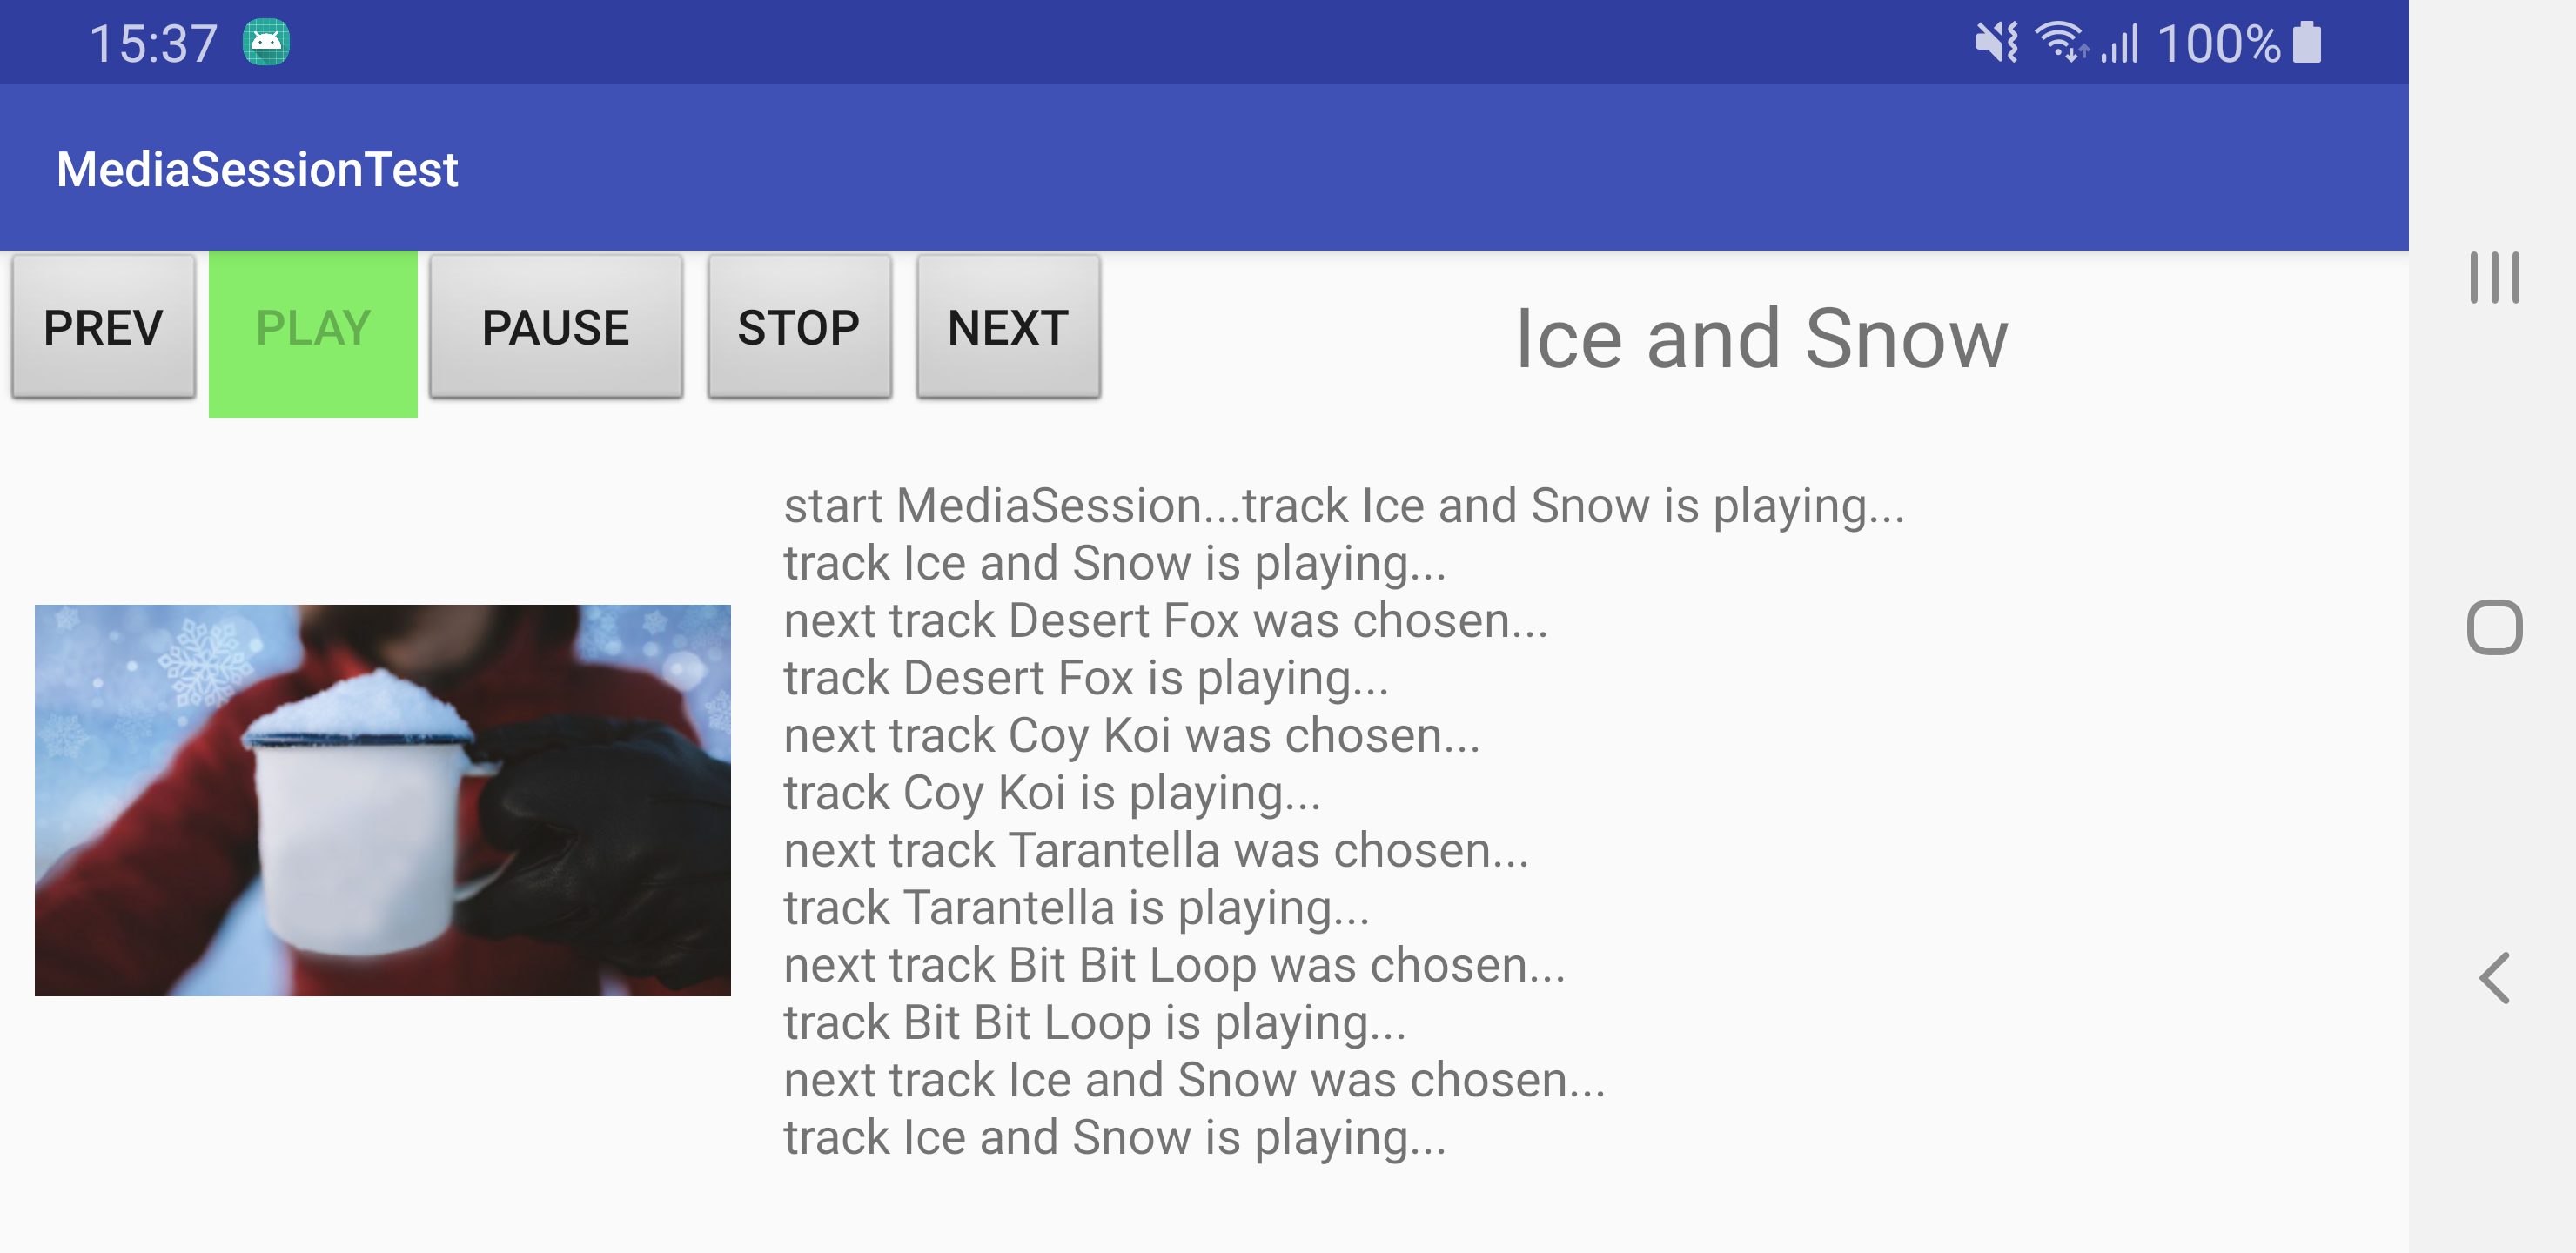 15:37
100%
MediaSessionTest
PREV PLAY PAUSE STOP NEXT
Ice and Snow
start MediaSession...track Ice and Snow is playing...
track Ice and Snow is playing...
next track Desert Fox was chosen...
track Desert Fox is playing...
next track Coy Koi was chosen...
track Coy Koi is playing...
next track Tarantella was chosen...
track Tarantella is playing...
next track Bit Bit Loop was chosen...
track Bit Bit Loop is playing...
next track Ice and Snow was chosen...
track Ice and Snow is playing...